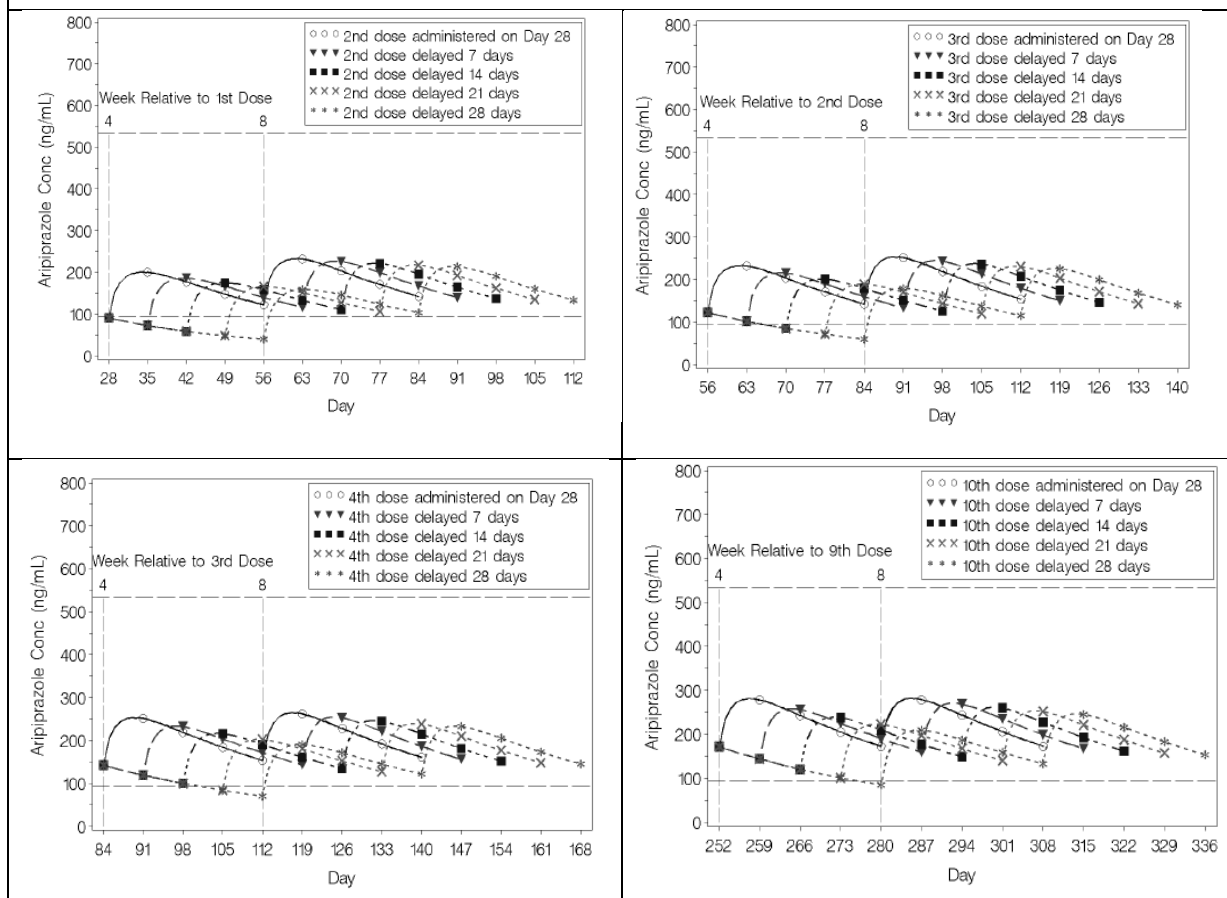 800
700
600
500
400
300
200
100
0
Aripiprazole Conc (ng/mL)
2nd dose administered on Day 28
2nd dose delayed 7 days
2nd dose delayed 14 days
2nd dose delayed 21 days
2nd dose delayed 28 days
Week Relative to 1st Dose
4 8
28 35 42 49 56 63 70 77 84 91 98 105 112
Day
800
700
600
500
400
300
200
100
0
Aripiprazole Conc (ng/mL)
3rd dose administered on Day 28
3rd dose delayed 7 days
3rd dose delayed 14 days
3rd dose delayed 21 days
3rd dose delayed 28 days
Week Relative to 2nd Dose
4 8
56 63 70 77 84 91 98 105 112 119 126 133 140
Day
800
700
600
500
400
300
200
100
0
Aripiprazole Conc (ng/mL)
4th dose administered on Day 28
4th dose delayed 7 days
4th dose delayed 14 days
4th dose delayed 21 days
4th dose delayed 28 days
Week Relative to 3rd Dose
4 8
84 91 98 105 112 119 126 133 140 147 154 161 168
Day
800
700
600
500
400
300
200
100
0
Aripiprazole Conc (ng/mL)
10th dose administered on Day 28
10th dose delayed 7 days
10th dose delayed 14 days
10th dose delayed 21 days
10th dose delayed 28 days
Week Relative to 9th Dose
4 8
252 259 266 273 280 287 294 301 308 315 322 329 336
Day